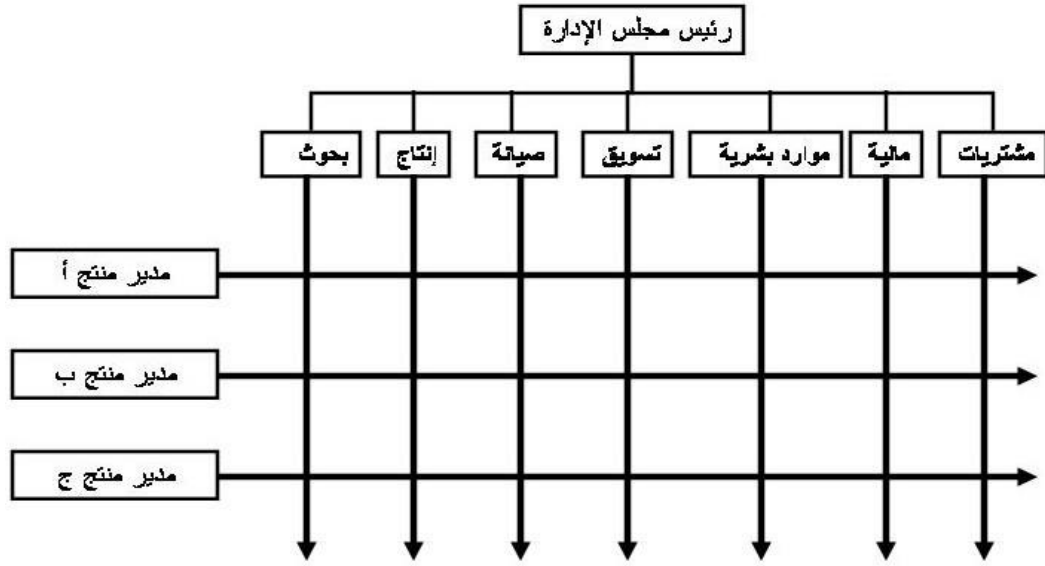 رئيس مجلس الإدارة
مشتريات
مالية
موارد بشرية
تسويق
صيانة
إنتاج
بحوث
مدير منتج أ
مدير منتج ب
مدير منتج ج